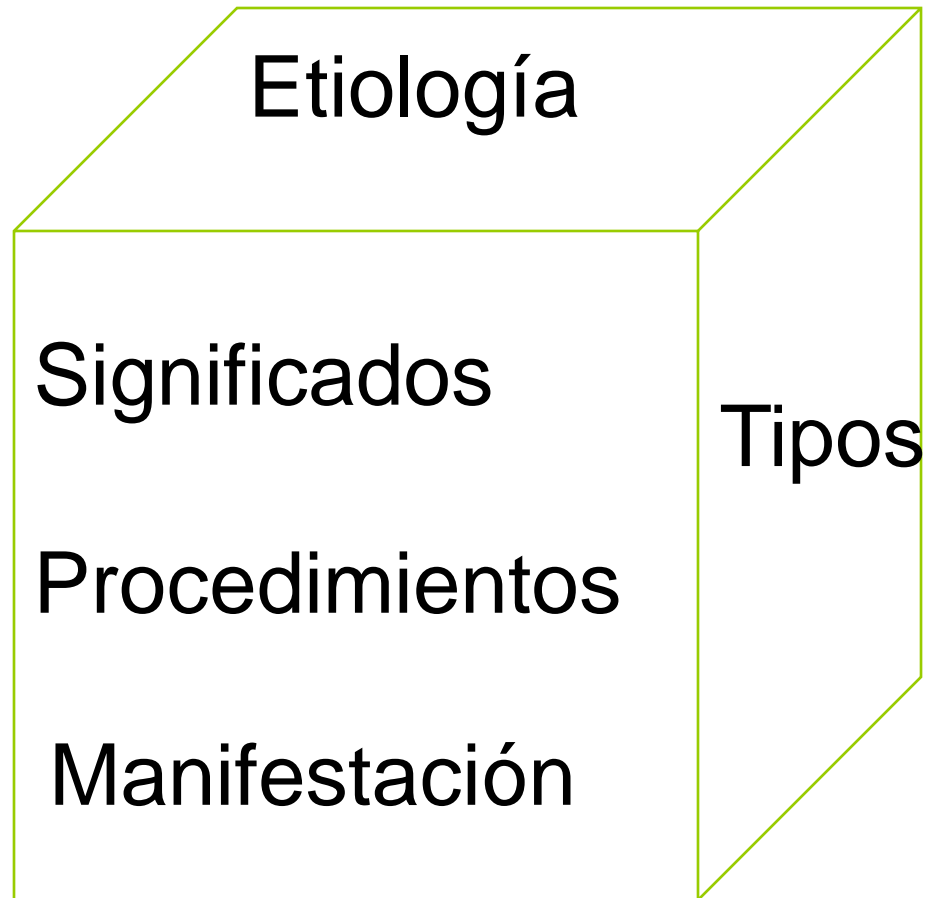 Etiología
Significados
Tipos
Procedimientos
Manifestación